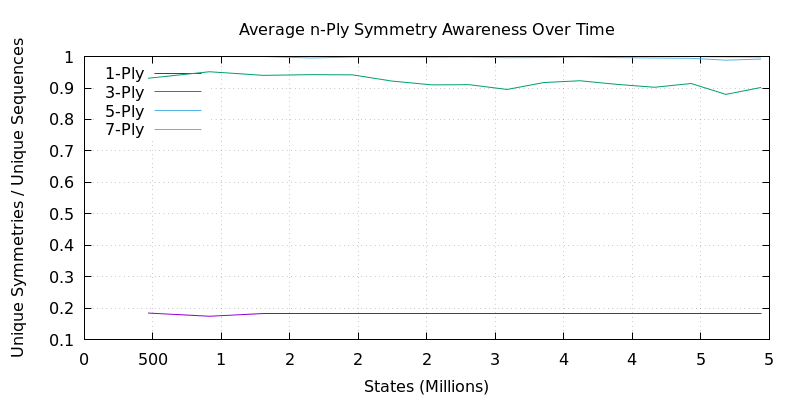 Average n-Ply Symmetry Awareness Over Time
Unique Symmetries / Unique Sequences
1
0.9
0.8
0.7
0.6
0.5
0.4
0.3
0.2
0.1
1-Ply
3-Ply
5-Ply
7-Ply
0 500 1 2 2 2 3 4 4 5 5
States (Millions)